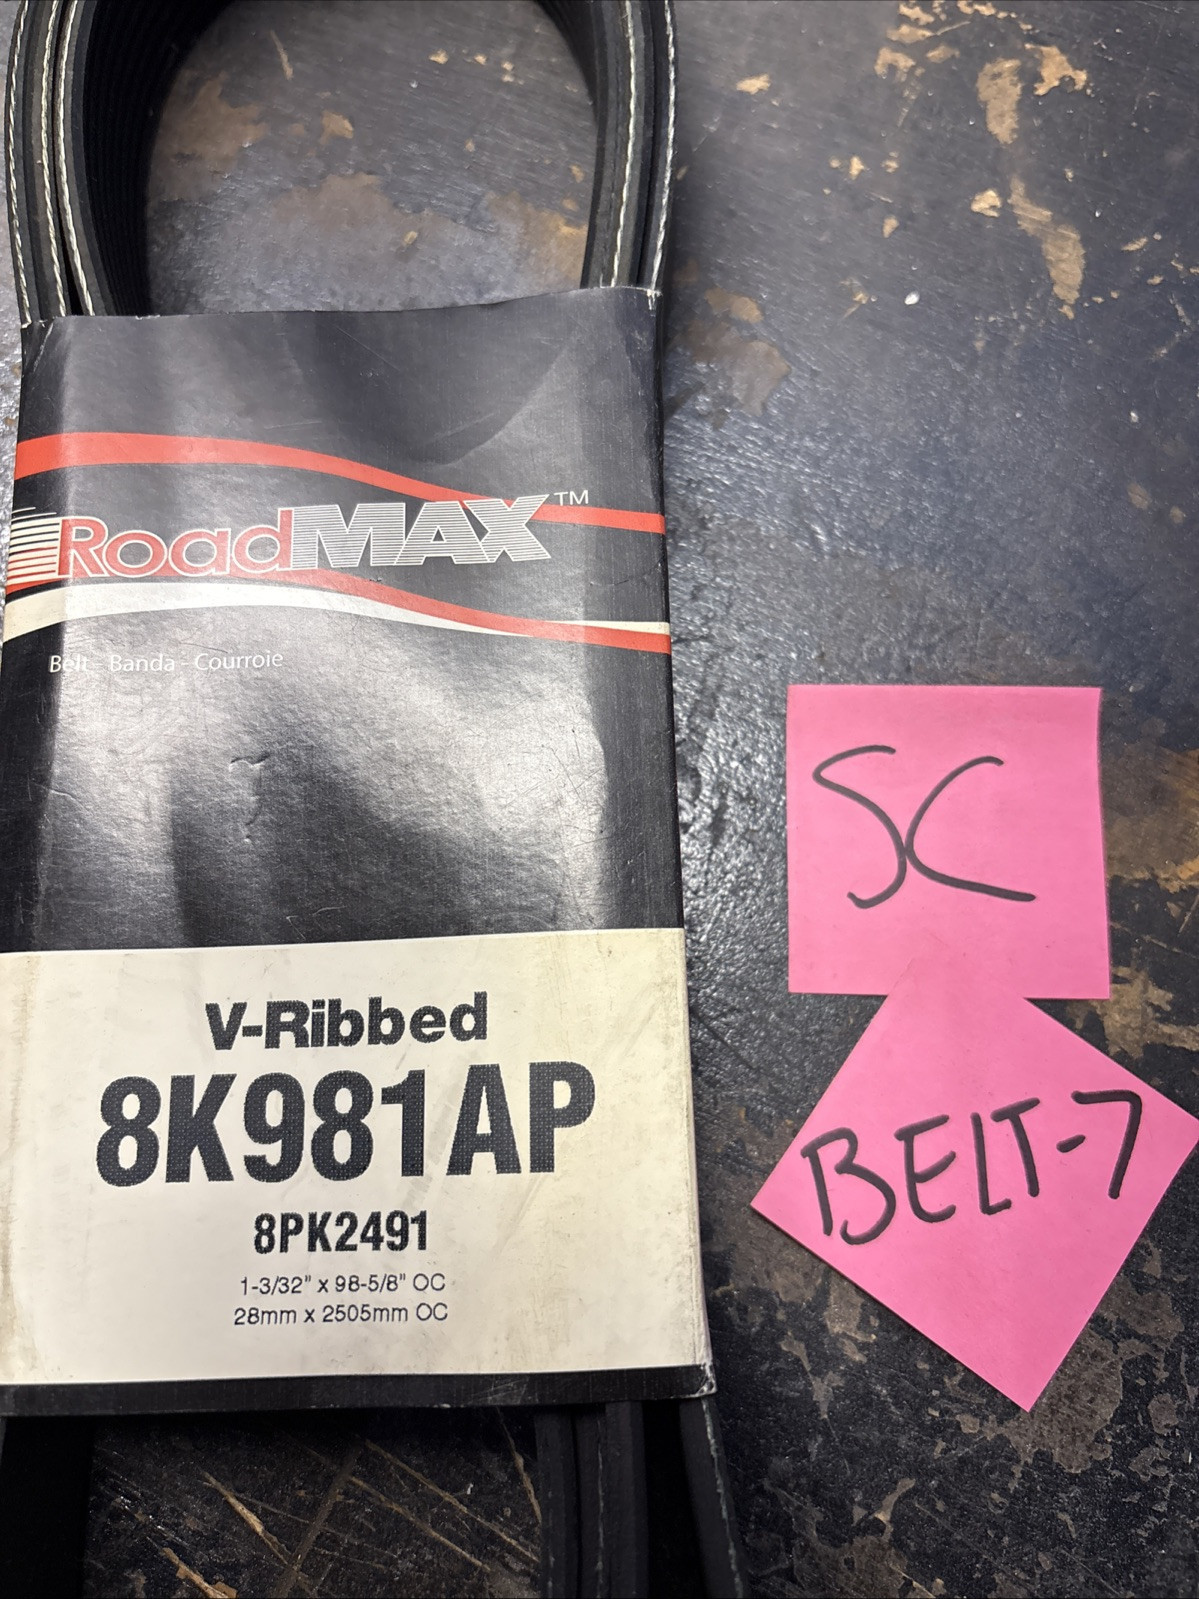 RoadMAX™
Belt - Banda - Courroie
V-Ribbed
8K981AP
8PK2491
1-3/32" x 98-5/8" OC
28mm x 2505mm OC
SC
BELT-7